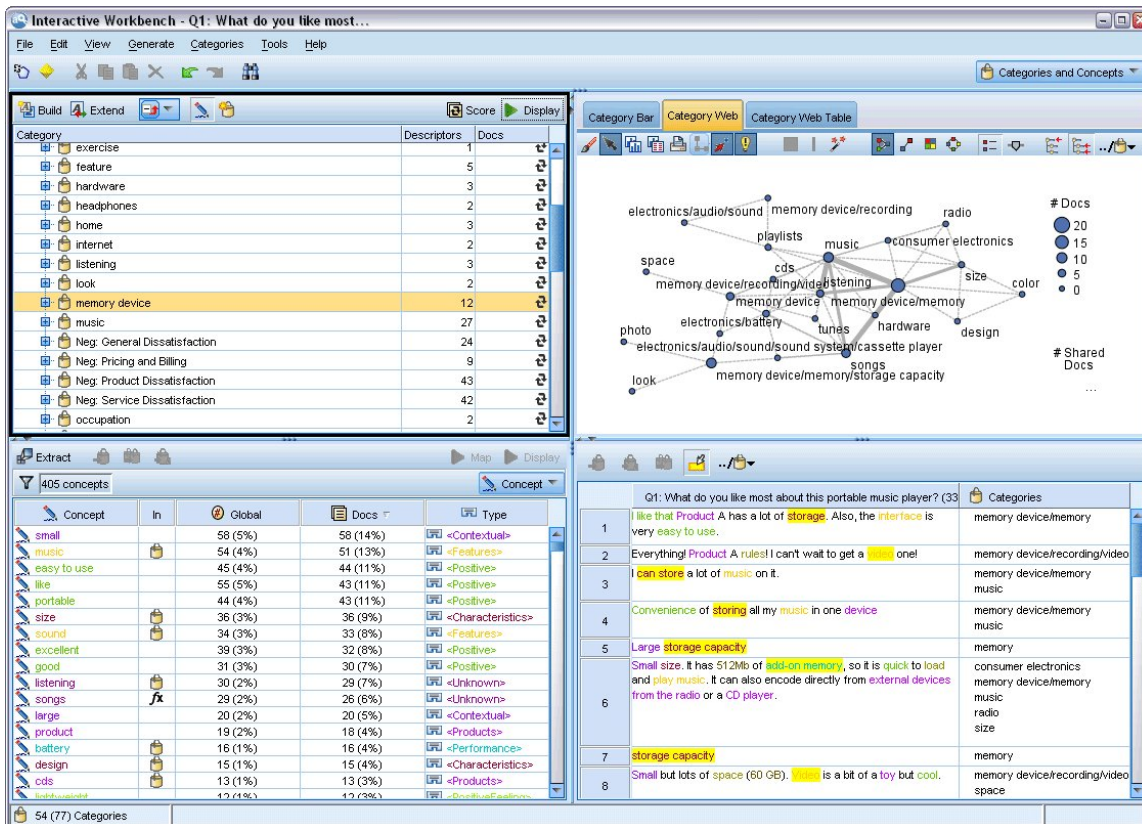 Interactive Workbench - Q1: What do you like most...
File Edit View Generate Categories Tools Help
Categories and Concepts
Build Extend Score Display
Category Descriptors Docs
exercise 1
feature 5
hardware 3
headphones 2
home 3
internet 2
listening 3
look 2
memory device 12
music 27
Neg: General Dissatisfaction 24
Neg: Pricing and Billing 9
Neg: Product Dissatisfaction 43
Neg: Service Dissatisfaction 42
occupation 2
Category Bar Category Web Category Web Table
../
electronics/audio/sound memory device/recording radio
playlists music consumer electronics
space cds size
memory device/recording/video listening color
memory device memory device/memory
electronics/battery tunes hardware design
photo electronics/audio/sound/sound system/cassette player
songs
look memory device/memory/storage capacity
# Docs
20
15
10
5
0
# Shared
Docs
...
Extract Map Display
405 concepts Concept
Concept In Global Docs Type
small 58 (5%) 58 (14%) <Contextual>
music 54 (4%) 51 (13%) <Features>
easy to use 45 (4%) 44 (11%) <Positive>
like 55 (5%) 43 (11%) <Positive>
portable 44 (4%) 43 (11%) <Positive>
size 36 (3%) 36 (9%) <Characteristics>
sound 34 (3%) 33 (8%) <Features>
excellent 39 (3%) 32 (8%) <Positive>
good 31 (3%) 30 (7%) <Positive>
listening 30 (2%) 29 (7%) <Unknown>
songs fx 29 (2%) 26 (6%) <Unknown>
large 20 (2%) 20 (5%) <Contextual>
product 19 (2%) 18 (4%) <Products>
battery 16 (1%) 16 (4%) <Performance>
design 15 (1%) 15 (4%) <Characteristics>
cds 13 (1%) 13 (3%) <Products>
lightweight 12 (1%) 12 (3%) <PositiveFeeling>
../
Q1: What do you like most about this portable music player? (33 Categories
1 I like that Product A has a lot of storage. Also, the interface is memory device/memory
very easy to use.
2 Everything! Product A rules! I can't wait to get a video one! memory device/recording/video
3 I can store a lot of music on it. memory device/memory
music
4 Convenience of storing all my music in one device memory device/memory
music
5 Large storage capacity memory
6 Small size. It has 512Mb of add-on memory, so it is quick to load consumer electronics
and play music. It can also encode directly from external devices memory device/memory
from the radio or a CD player. music
radio
size
7 storage capacity memory
8 Small but lots of space (60 GB). Video is a bit of a toy but cool. memory device/recording/video
space
54 (77) Categories